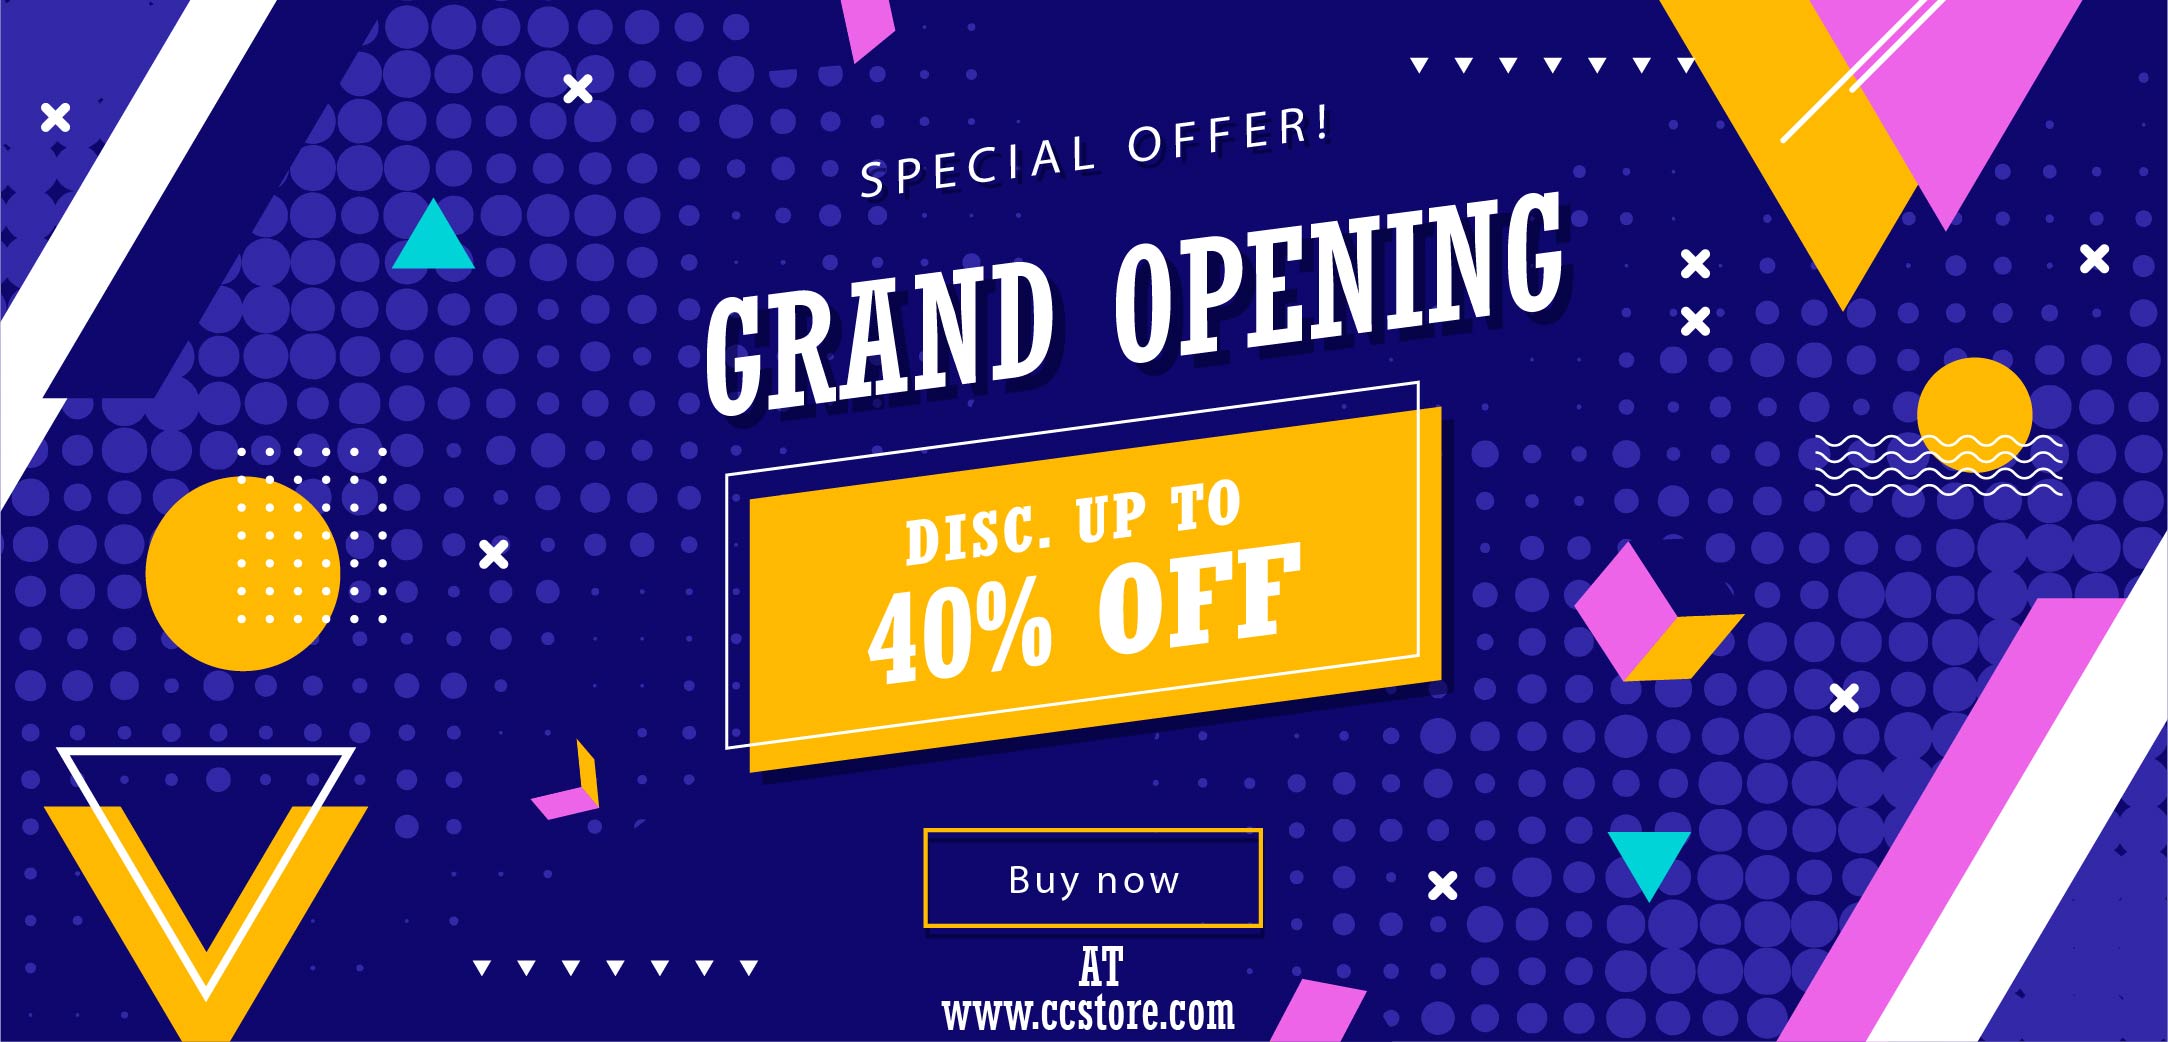 SPECIAL OFFER!
GRAND OPENING
DISC. UP TO
40% OFF
Buy now
AT
www.ccstore.com